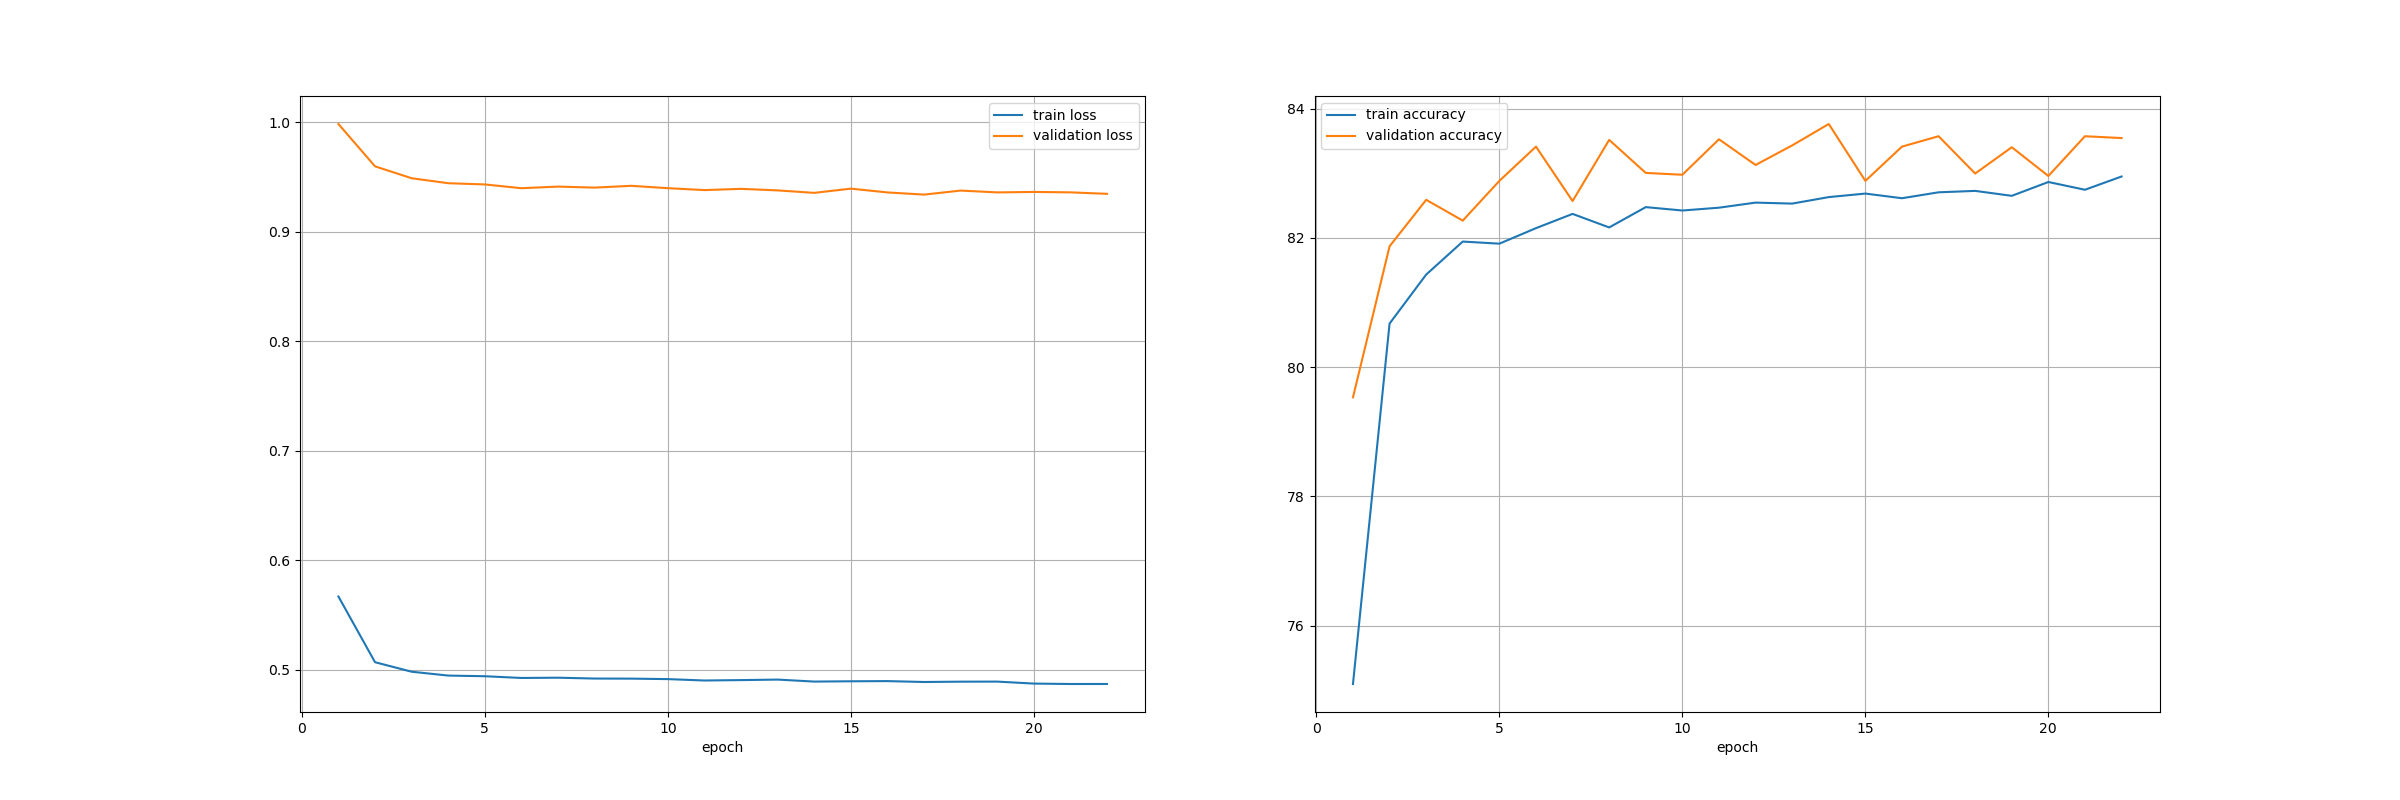 train loss
validation loss
1.0
0.9
0.8
0.7
0.6
0.5
0 5 10 15 20
epoch
train accuracy
validation accuracy
84
82
80
78
76
0 5 10 15 20
epoch